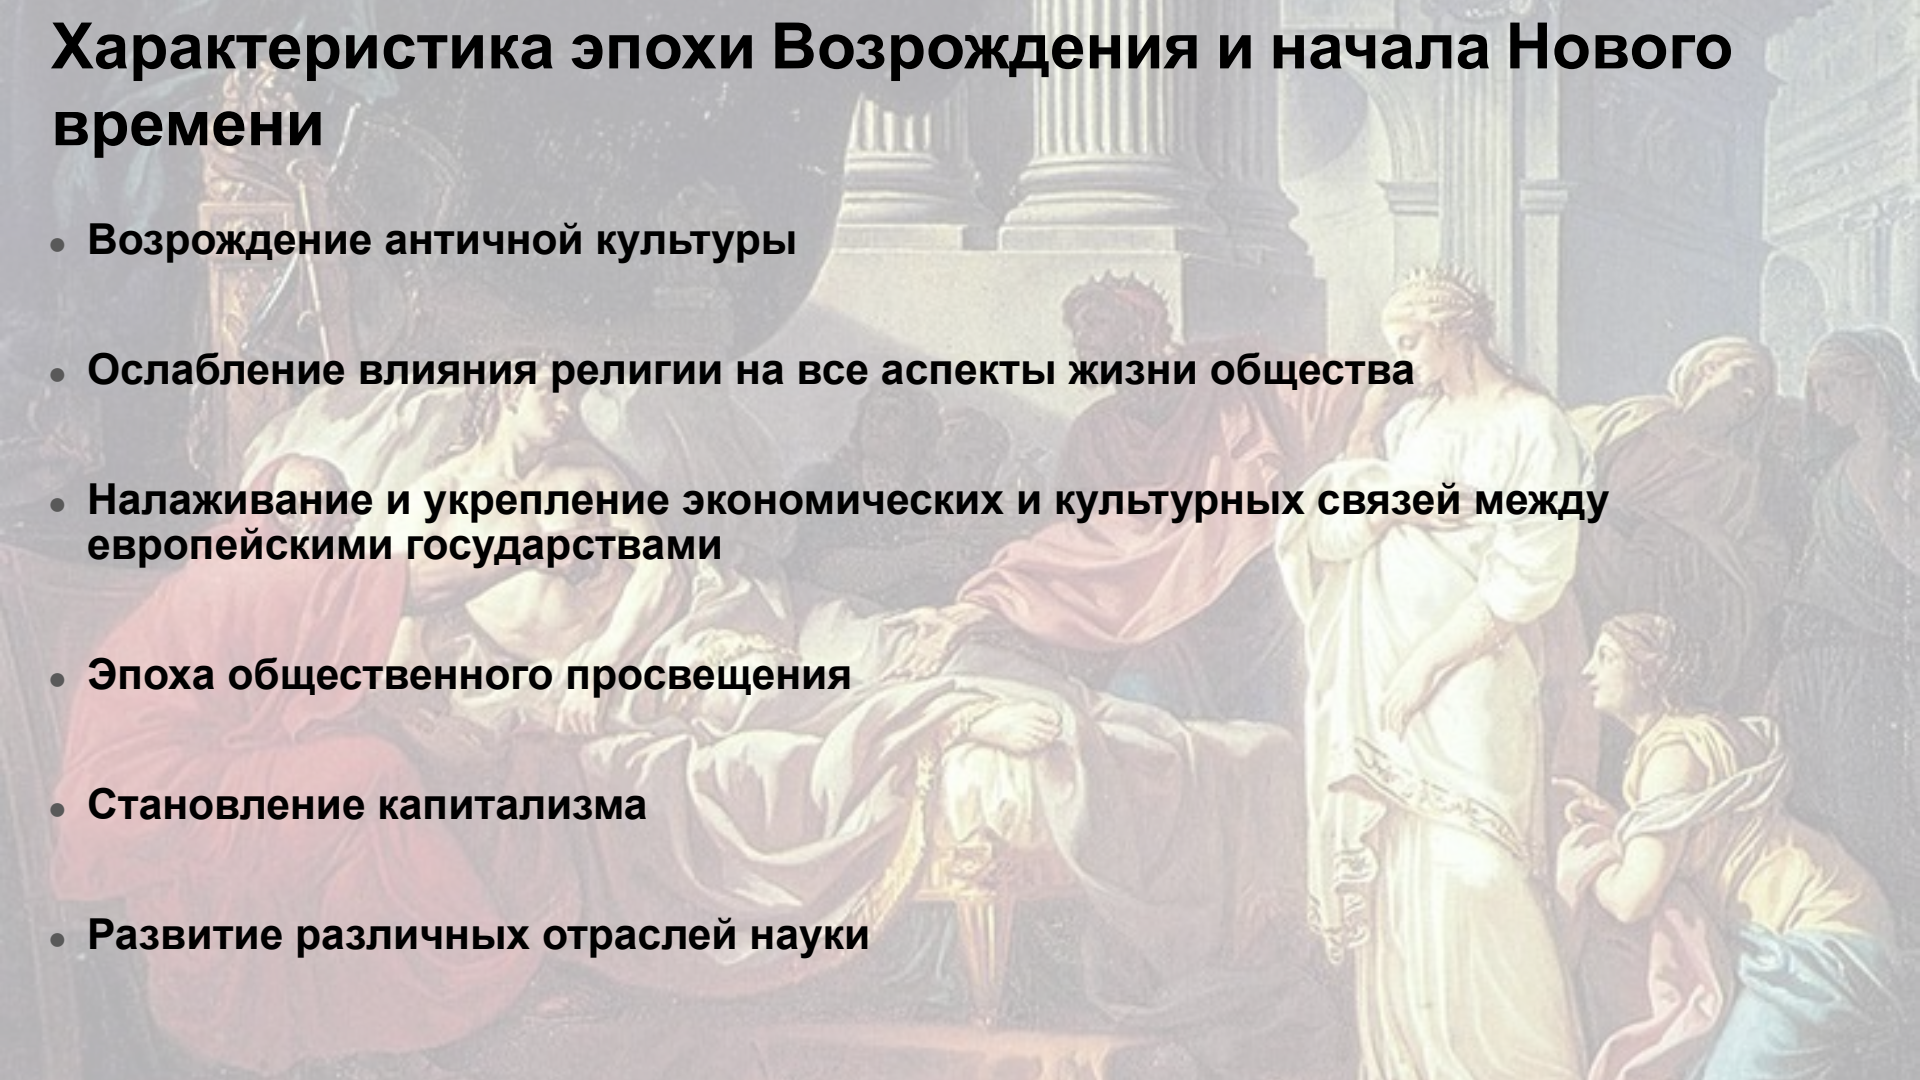 Характеристика эпохи Возрождения и начала Нового
времени
• Возрождение античной культуры
• Ослабление влияния религии на все аспекты жизни общества
• Налаживание и укрепление экономических и культурных связей между
европейскими государствами
• Эпоха общественного просвещения
• Становление капитализма
• Развитие различных отраслей науки